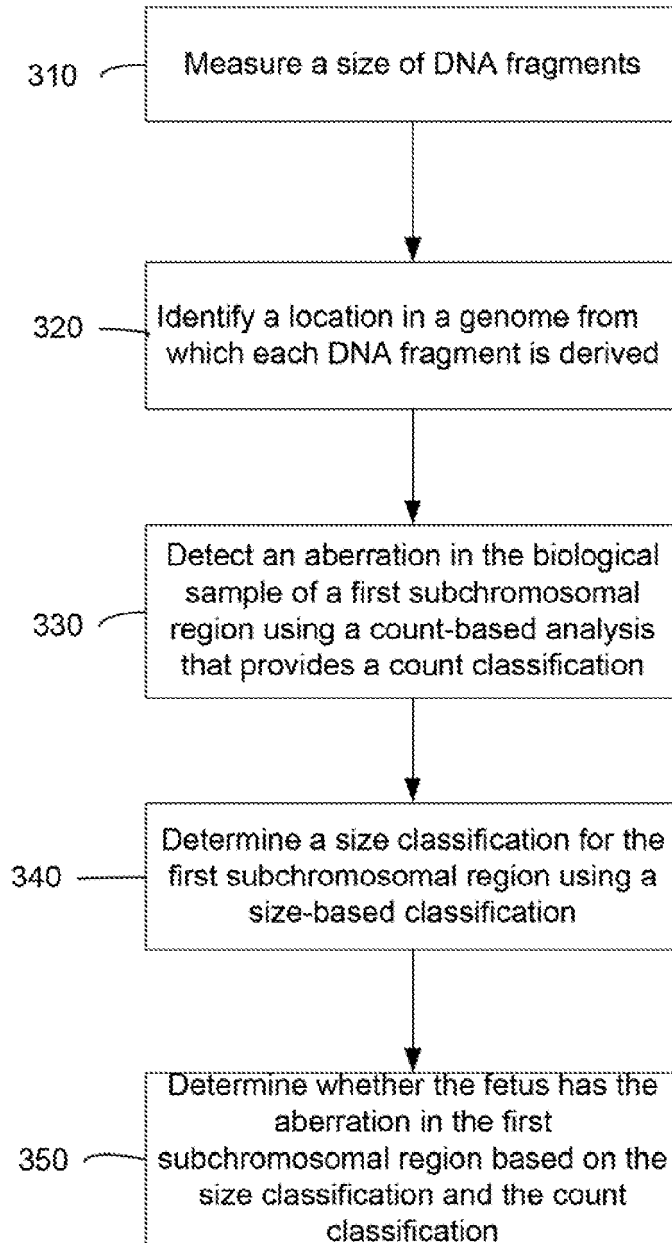 310
Measure a size of DNA fragments
320
Identify a location in a genome from
which each DNA fragment is derived
330
Detect an aberration in the biological
sample of a first subchromosomal
region using a count-based analysis
that provides a count classification
340
Determine a size classification for the
first subchromosomal region using a
size-based classification
350
Determine whether the fetus has the
aberration in the first
subchromosomal region based on the
size classification and the count
classification